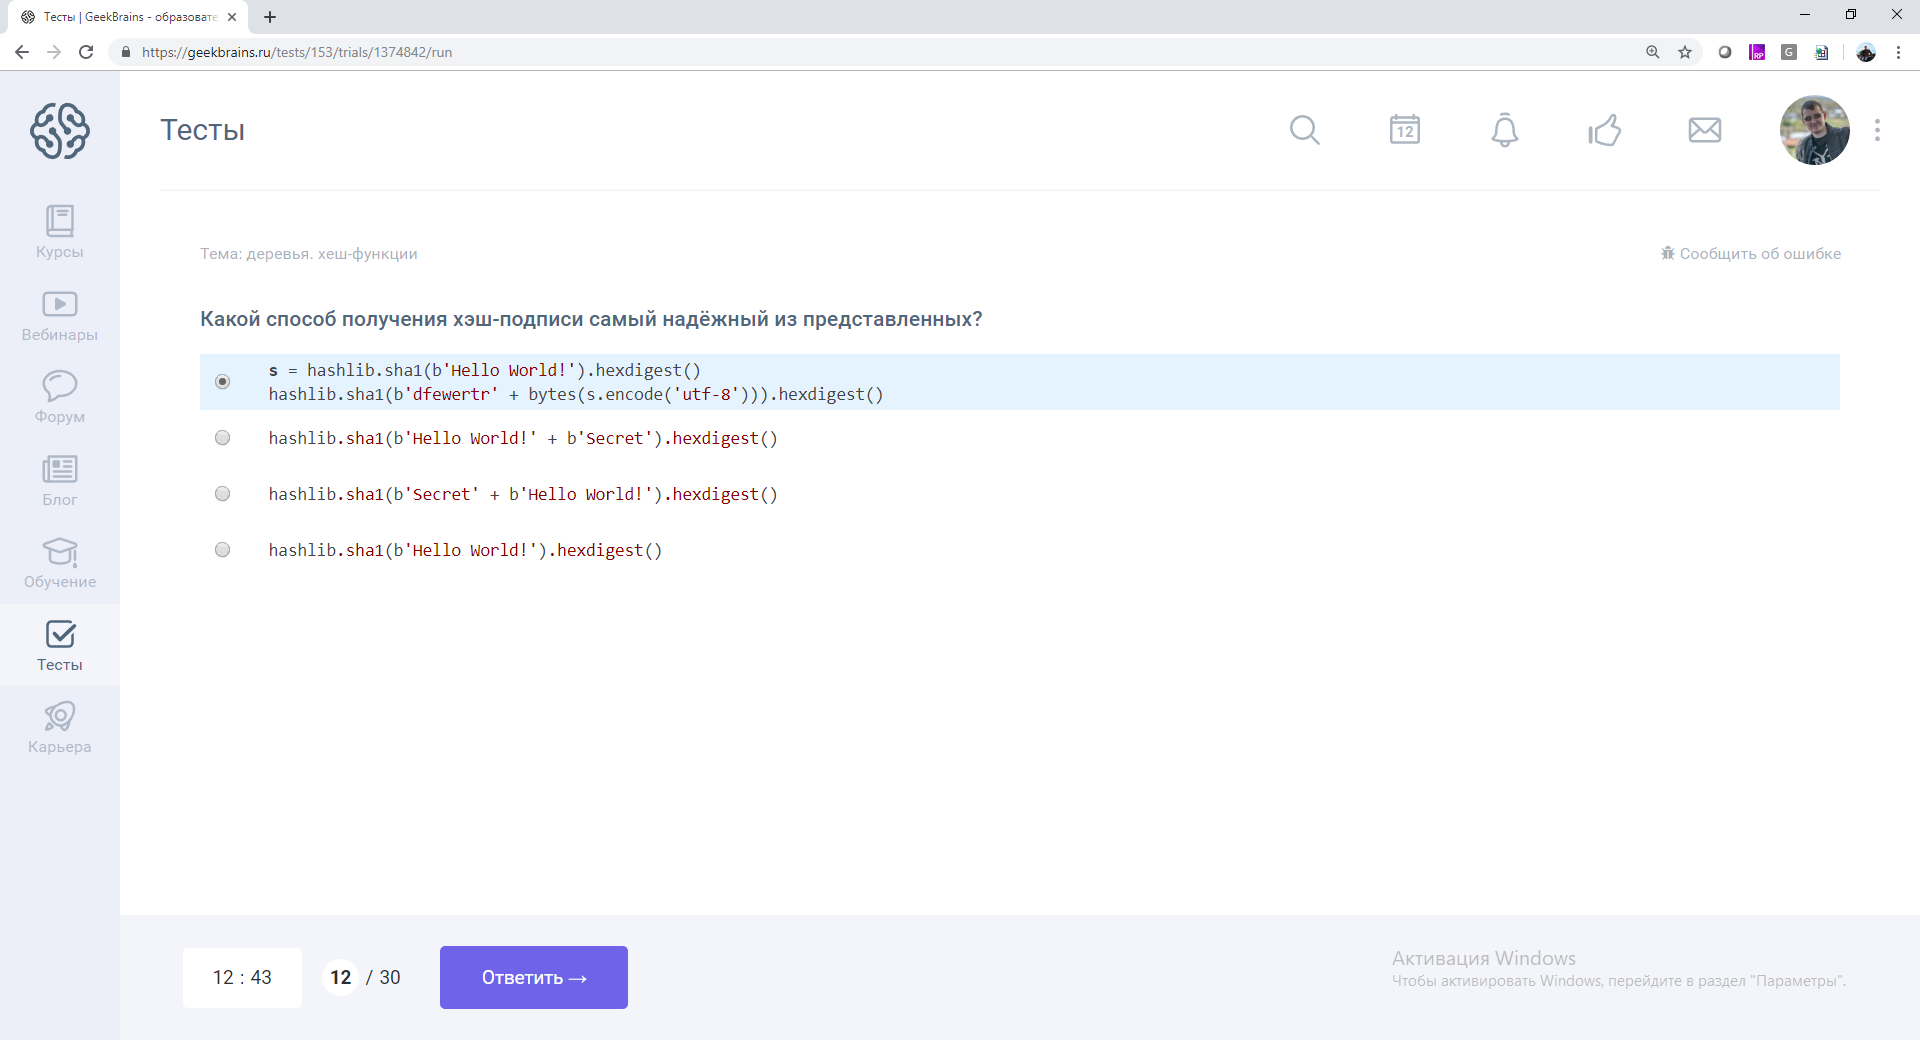 Тесты | GeekBrains - образовате
https://geekbrains.ru/tests/153/trials/1374842/run
RP
G
Тесты
12
Курсы
Вебинары
Форум
Блог
Обучение
Тесты
Карьера
Тема: деревья. хеш-функции
Сообщить об ошибке
Какой способ получения хэш-подписи самый надёжный из представленных?
s = hashlib.sha1(b'Hello World!').hexdigest()
hashlib.sha1(b'dfewertr' + bytes(s.encode('utf-8'))).hexdigest()
hashlib.sha1(b'Hello World!' + b'Secret').hexdigest()
hashlib.sha1(b'Secret' + b'Hello World!').hexdigest()
hashlib.sha1(b'Hello World!').hexdigest()
12 : 43
12 / 30
Ответить →
Активация Windows
Чтобы активировать Windows, перейдите в раздел "Параметры".